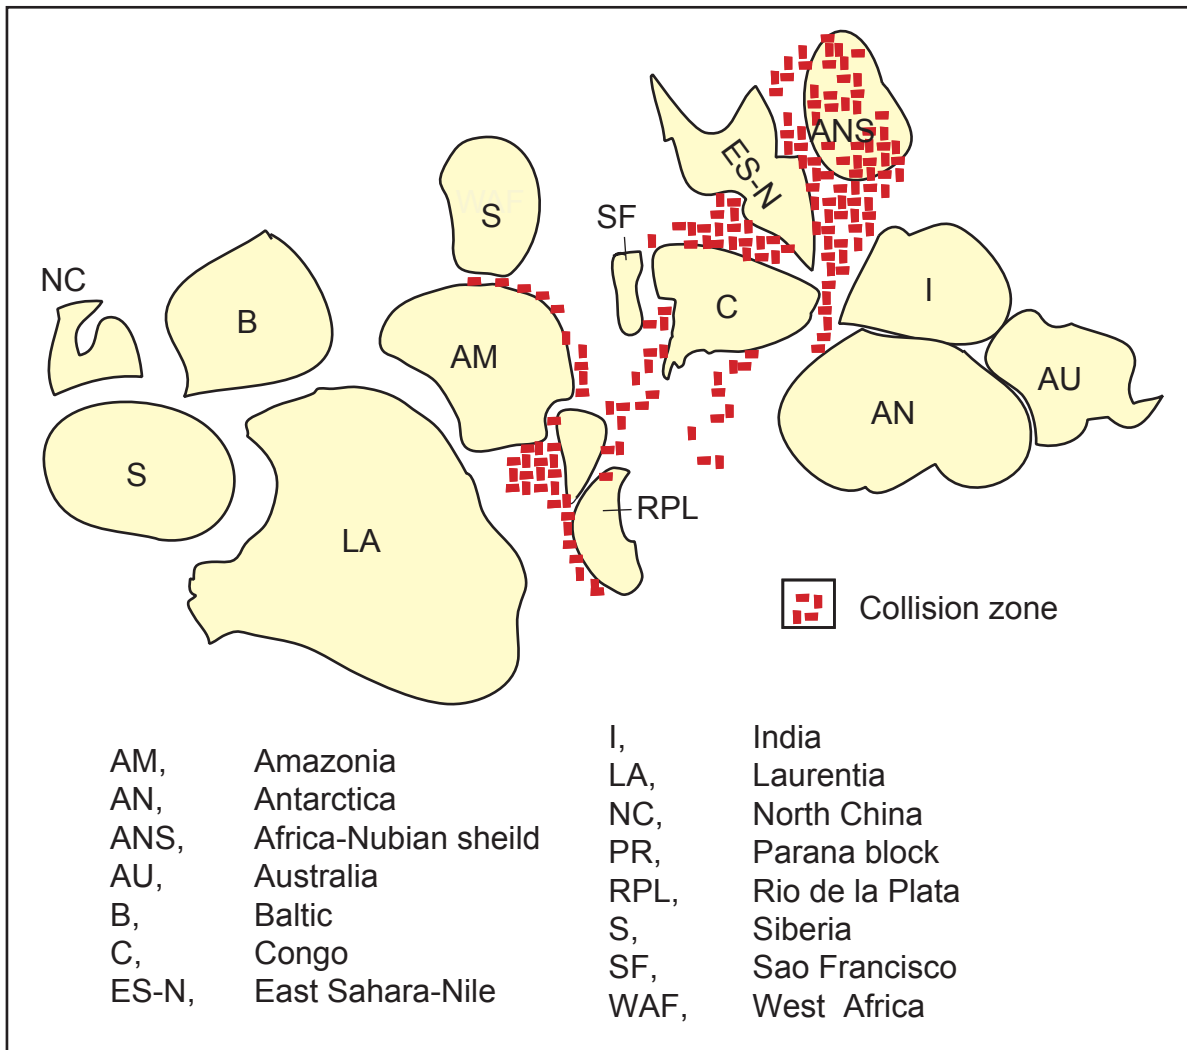 ANS
ES-N
WAF
S
SF
NC
B
I
C
AM
AU
AN
S
RPL
LA
Collision zone
AM, Amazonia
AN, Antarctica
ANS, Africa-Nubian sheild
AU, Australia
B, Baltic
C, Congo
ES-N, East Sahara-Nile
I, India
LA, Laurentia
NC, North China
PR, Parana block
RPL, Rio de la Plata
S, Siberia
SF, Sao Francisco
WAF, West Africa